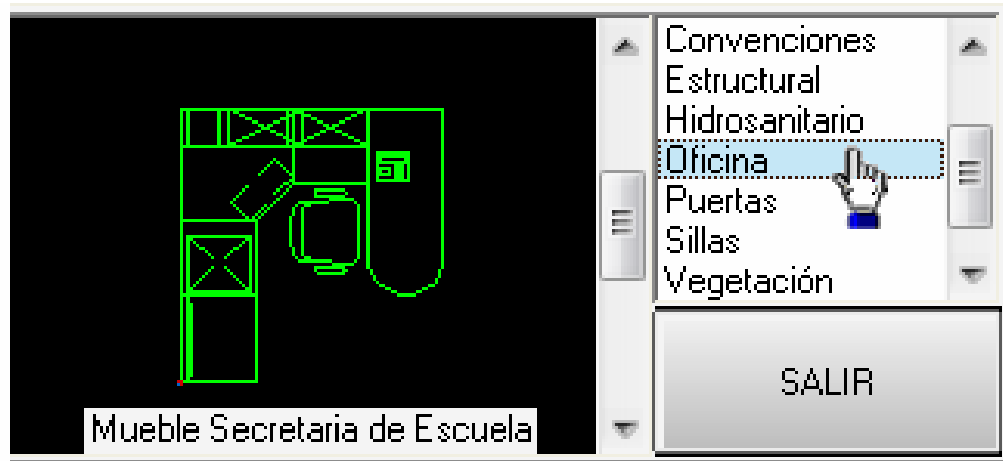 Mueble Secretaria de Escuela
Convenciones
Estructural
Hidrosanitario
Oficina
Puertas
Sillas
Vegetación
SALIR